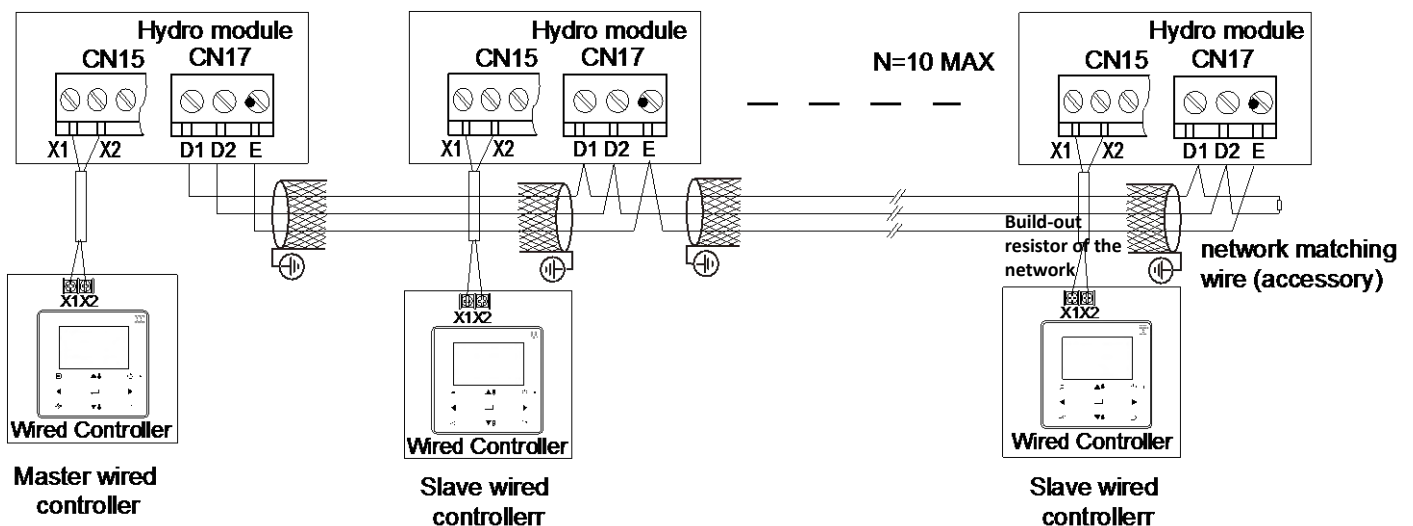 Hydro module
CN15 CN17
X1 X2 D1 D2 E
X1X2
Wired Controller
Master wired
controller
Hydro module
CN15 CN17
X1 X2 D1 D2 E
X1X2
Wired Controller
Slave wired
controllerr
N=10 MAX
Hydro module
CN15 CN17
X1 X2 D1 D2 E
Build-out
resistor of the
network
network matching
wire (accessory)
X1X2
Wired Controller
Slave wired
controllerr